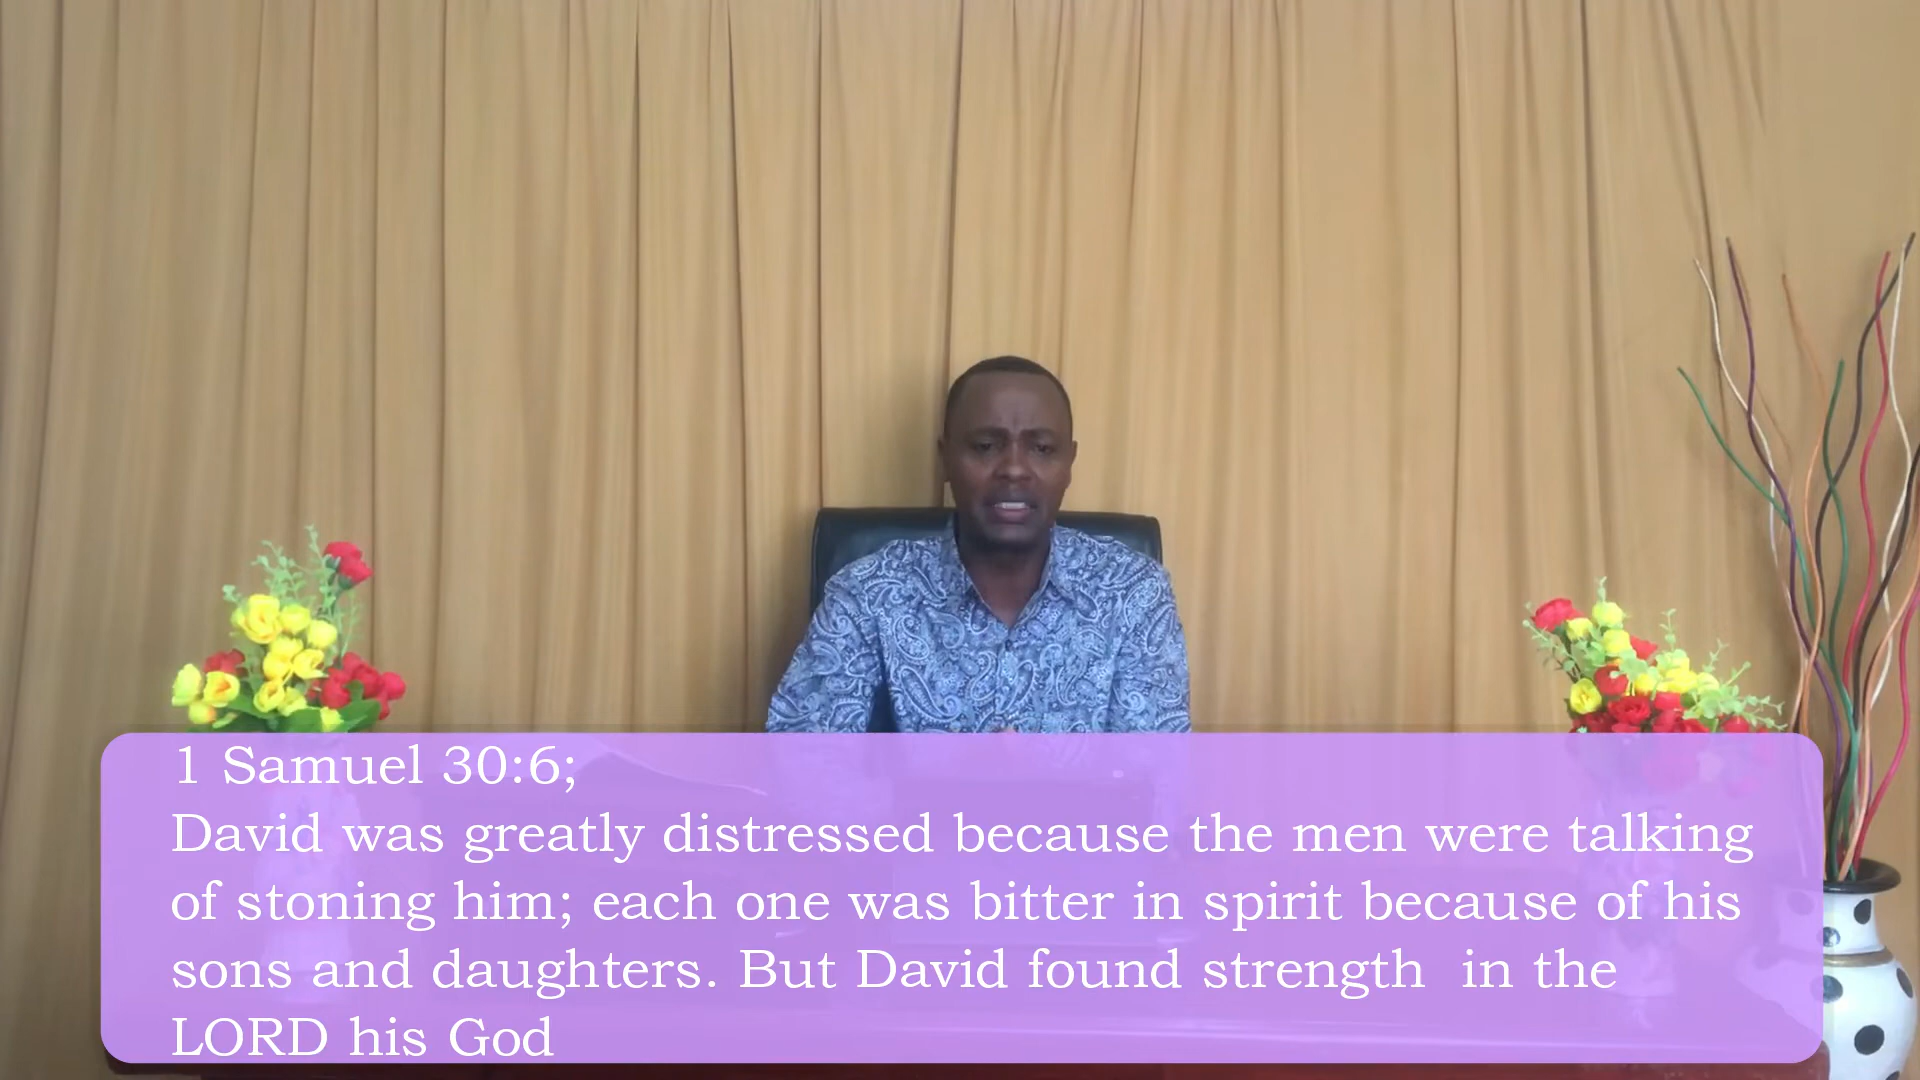 1 Samuel 30:6;
David was greatly distressed because the men were talking
of stoning him; each one was bitter in spirit because of his
sons and daughters. But David found strength  in the
LORD his God